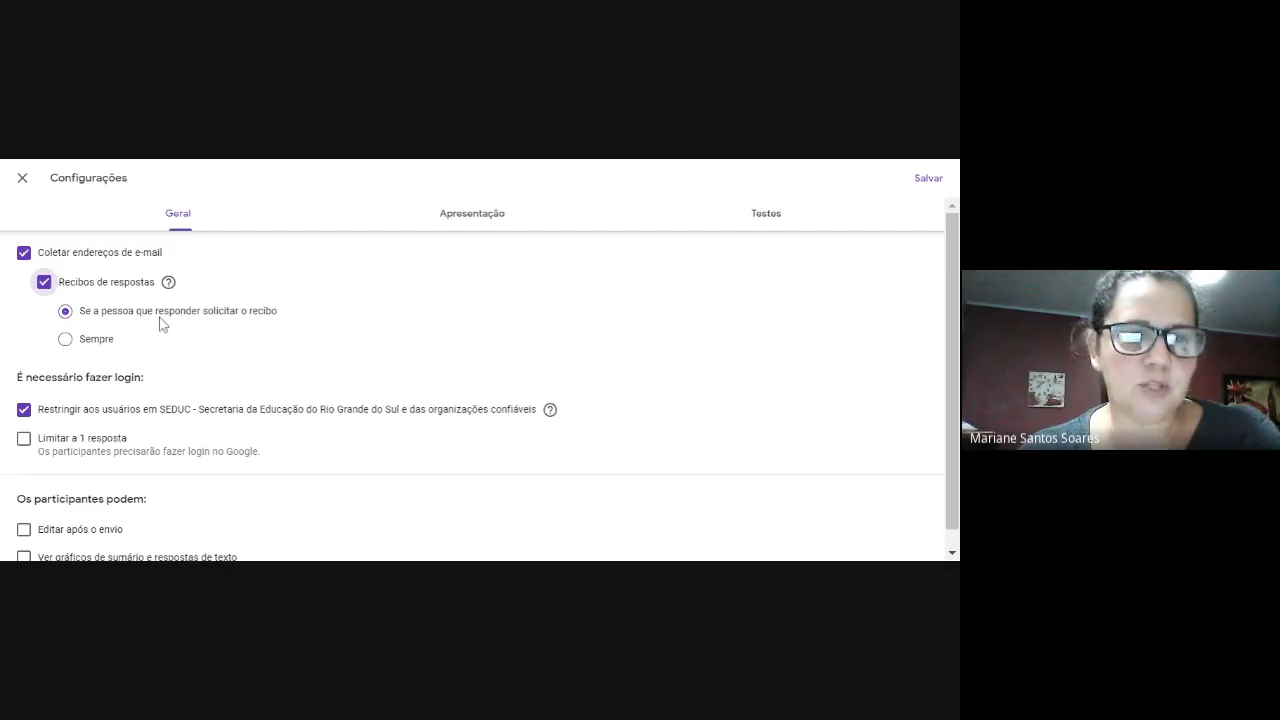 Configurações
Salvar
Geral
Apresentação
Testes
Coletar endereços de e-mail
Recibos de respostas
Se a pessoa que responder solicitar o recibo
Sempre
É necessário fazer login:
Restringir aos usuários em SEDUC - Secretaria da Educação do Rio Grande do Sul e das organizações confiáveis
Limitar a 1 resposta
Os participantes precisarão fazer login no Google.
Os participantes podem:
Editar após o envio
Ver gráficos de sumário e respostas de texto
Mariane Santos Soares